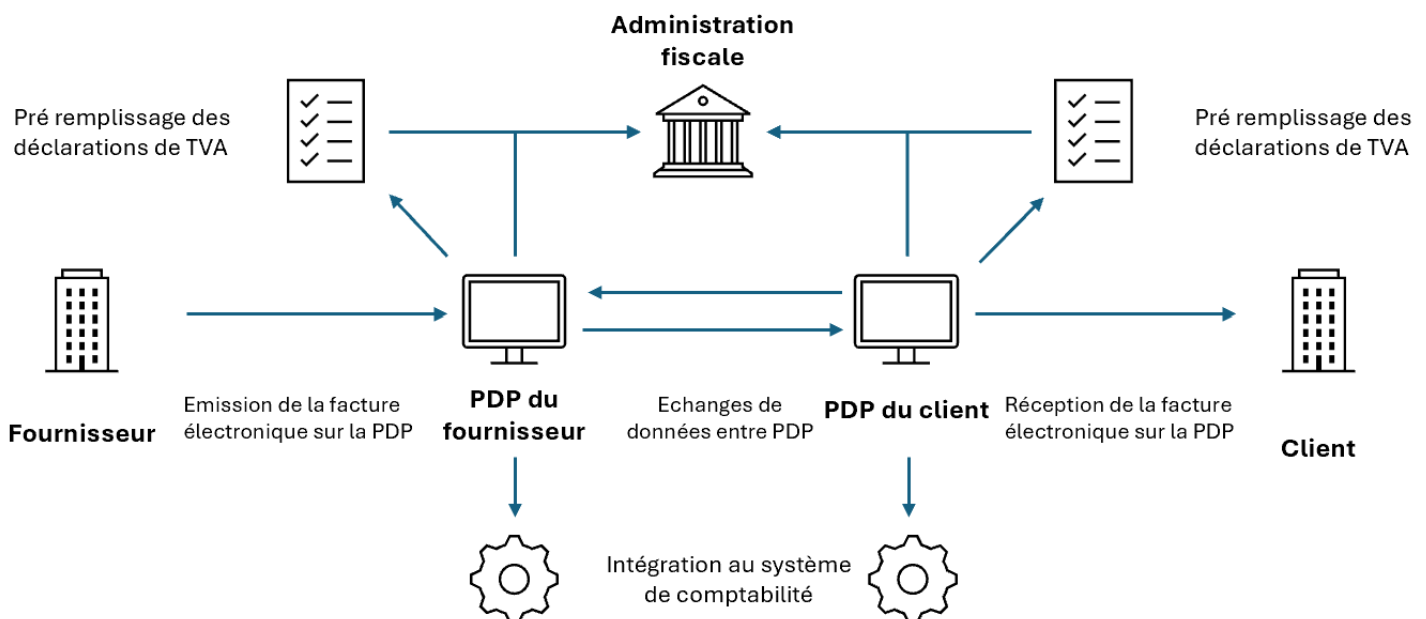 Administration
fiscale
Pré remplissage des
déclarations de TVA
Pré remplissage des
déclarations de TVA
Fournisseur
Emission de la facture
électronique sur la PDP
PDP du
fournisseur
Echanges de
données entre PDP
PDP du client
Réception de la facture
électronique sur la PDP
Client
Intégration au système
de comptabilité